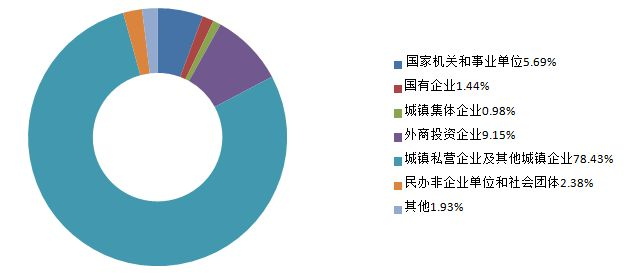 国家机关和事业单位5.69%
国有企业1.44%
城镇集体企业0.98%
外商投资企业9.15%
城镇私营企业及其他城镇企业78.43%
民办非企业单位和社会团体2.38%
其他1.93%